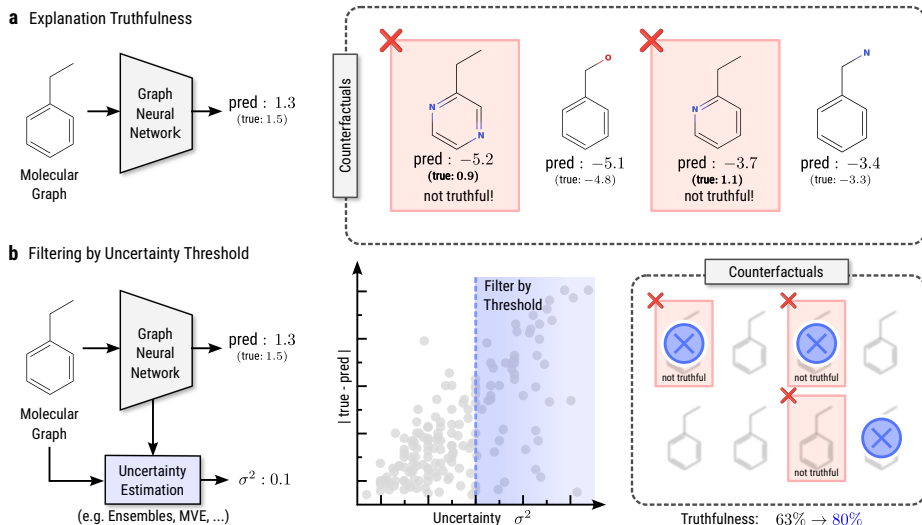 a Explanation Truthfulness
Molecular
Graph
Graph
Neural
Network
pred : 1.3
(true: 1.5)
Counterfactuals
N
N
pred : −5.2
(true: 0.9)
not truthful!
O
pred : −5.1
(true: −4.8)
N
pred : −3.7
(true: 1.1)
not truthful!
N
pred : −3.4
(true: −3.3)
b Filtering by Uncertainty Threshold
Molecular
Graph
Graph
Neural
Network
pred : 1.3
(true: 1.5)
Uncertainty
Estimation
σ² : 0.1
(e.g. Ensembles, MVE, ...)
| true - pred |
Filter by
Threshold
Uncertainty σ²
Counterfactuals
not truthful
not truthful
not truthful
Truthfulness: 63% → 80%